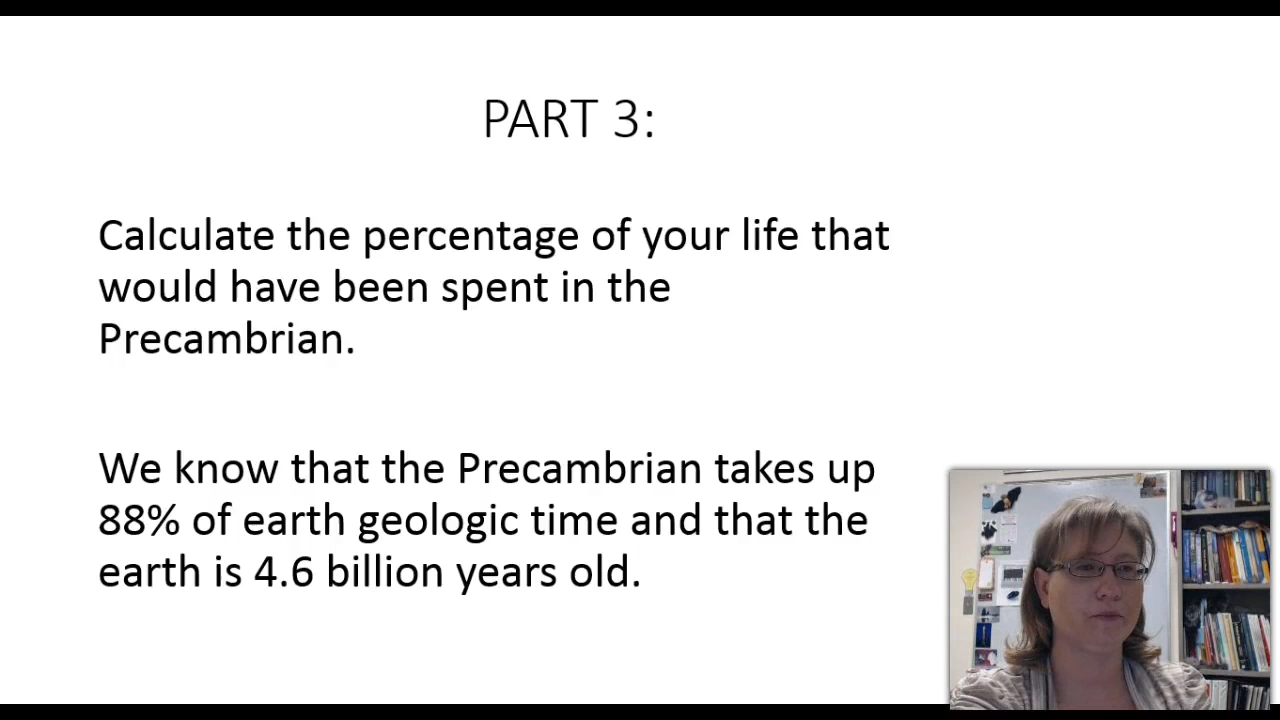 PART 3:
Calculate the percentage of your life that
would have been spent in the
Precambrian.
We know that the Precambrian takes up
88% of earth geologic time and that the
earth is 4.6 billion years old.